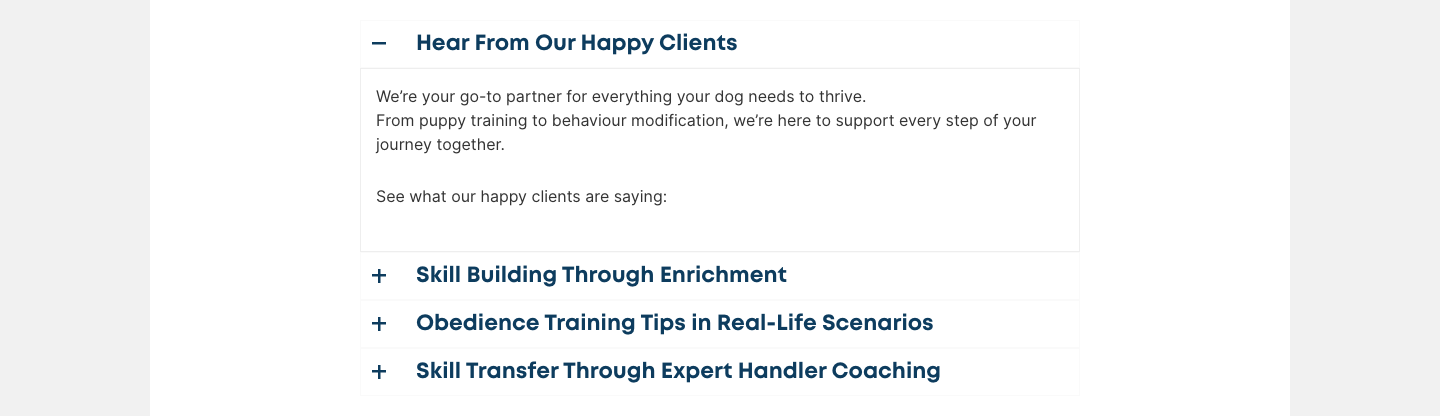 Hear From Our Happy Clients
We’re your go-to partner for everything your dog needs to thrive.
From puppy training to behaviour modification, we’re here to support every step of your
journey together.
See what our happy clients are saying:
Skill Building Through Enrichment
Obedience Training Tips in Real-Life Scenarios
Skill Transfer Through Expert Handler Coaching